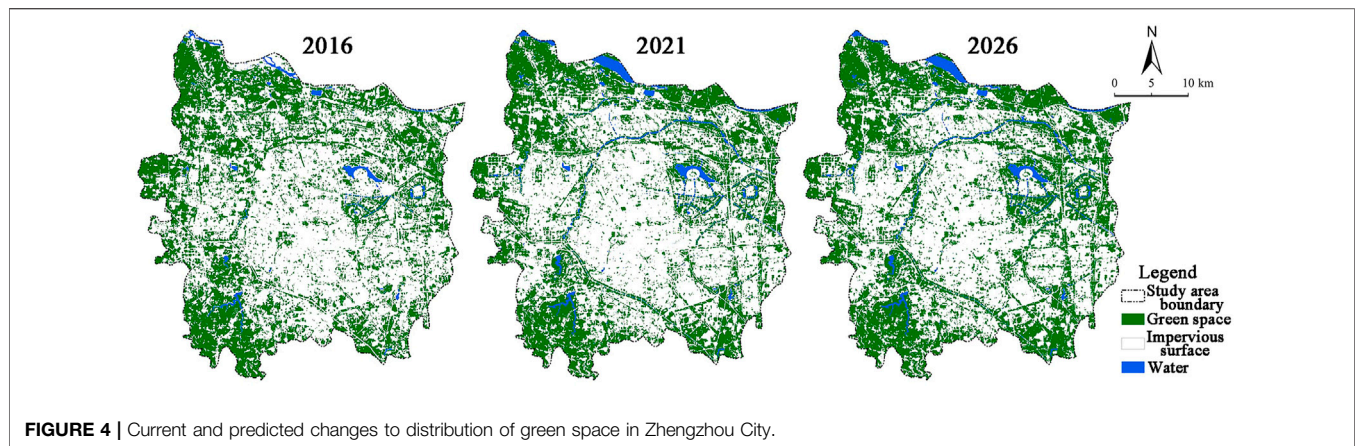 2016
2021
2026
N
0 5 10 km
Legend
Study area
boundary
Green space
Impervious
surface
Water
FIGURE 4 | Current and predicted changes to distribution of green space in Zhengzhou City.